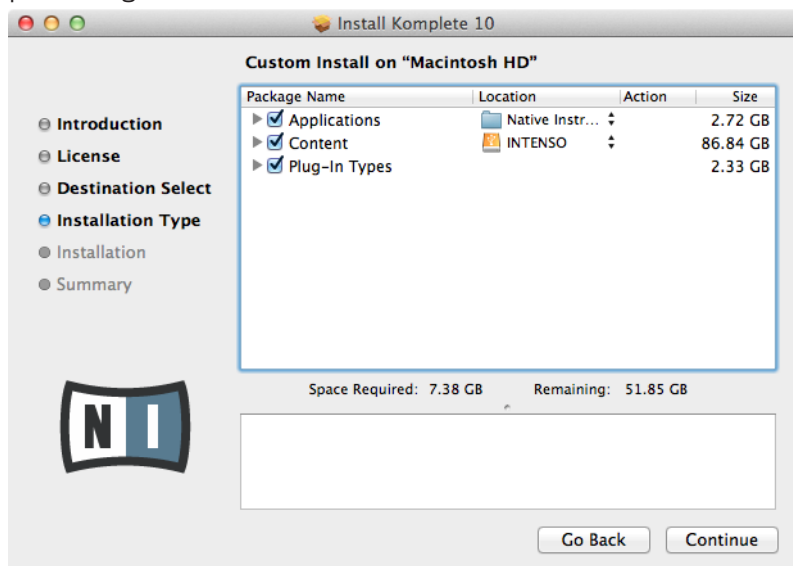 Install Komplete 10
Custom Install on “Macintosh HD”
Package Name Location Action Size
Applications Native Instr... 2.72 GB
Content INTENSO 86.84 GB
Plug-In Types 2.33 GB
Introduction
License
Destination Select
Installation Type
Installation
Summary
Space Required: 7.38 GB Remaining: 51.85 GB
N I
Go Back Continue